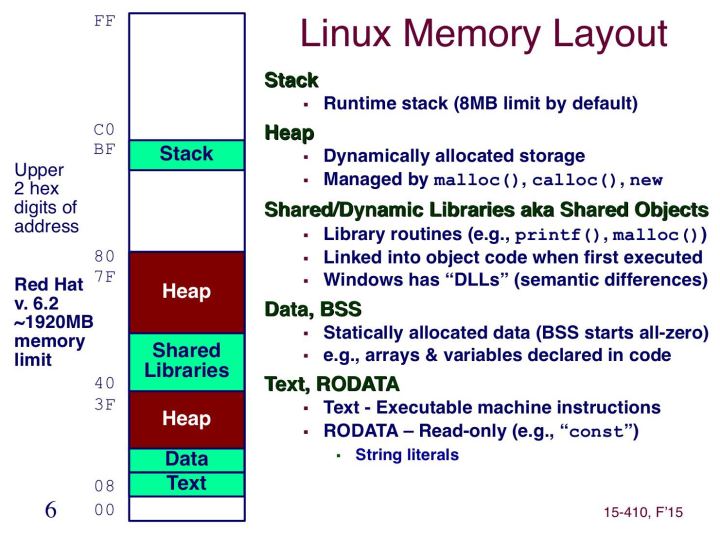 Linux Memory Layout
FF
C0
BF
80
7F
40
3F
08
00
Upper
2 hex
digits of
address
Red Hat
v. 6.2
~1920MB
memory
limit
Stack
Heap
Shared
Libraries
Heap
Data
Text
Stack
▪ Runtime stack (8MB limit by default)
Heap
▪ Dynamically allocated storage
▪ Managed by malloc(), calloc(), new
Shared/Dynamic Libraries aka Shared Objects
▪ Library routines (e.g., printf(), malloc())
▪ Linked into object code when first executed
▪ Windows has “DLLs” (semantic differences)
Data, BSS
▪ Statically allocated data (BSS starts all-zero)
▪ e.g., arrays & variables declared in code
Text, RODATA
▪ Text - Executable machine instructions
▪ RODATA – Read-only (e.g., “const”)
▪ String literals
6
15-410, F’15